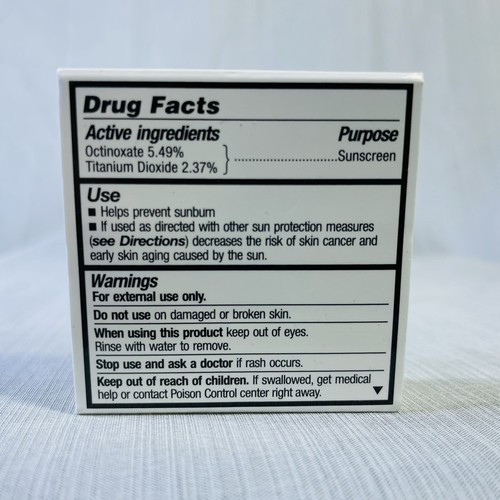 Drug Facts
Active ingredients Purpose
Octinoxate 5.49%
Titanium Dioxide 2.37% } ..............................Sunscreen
Use
■ Helps prevent sunburn
■ If used as directed with other sun protection measures
(see Directions) decreases the risk of skin cancer and
early skin aging caused by the sun.
Warnings
For external use only.
Do not use on damaged or broken skin.
When using this product keep out of eyes.
Rinse with water to remove.
Stop use and ask a doctor if rash occurs.
Keep out of reach of children. If swallowed, get medical
help or contact Poison Control center right away. ▼